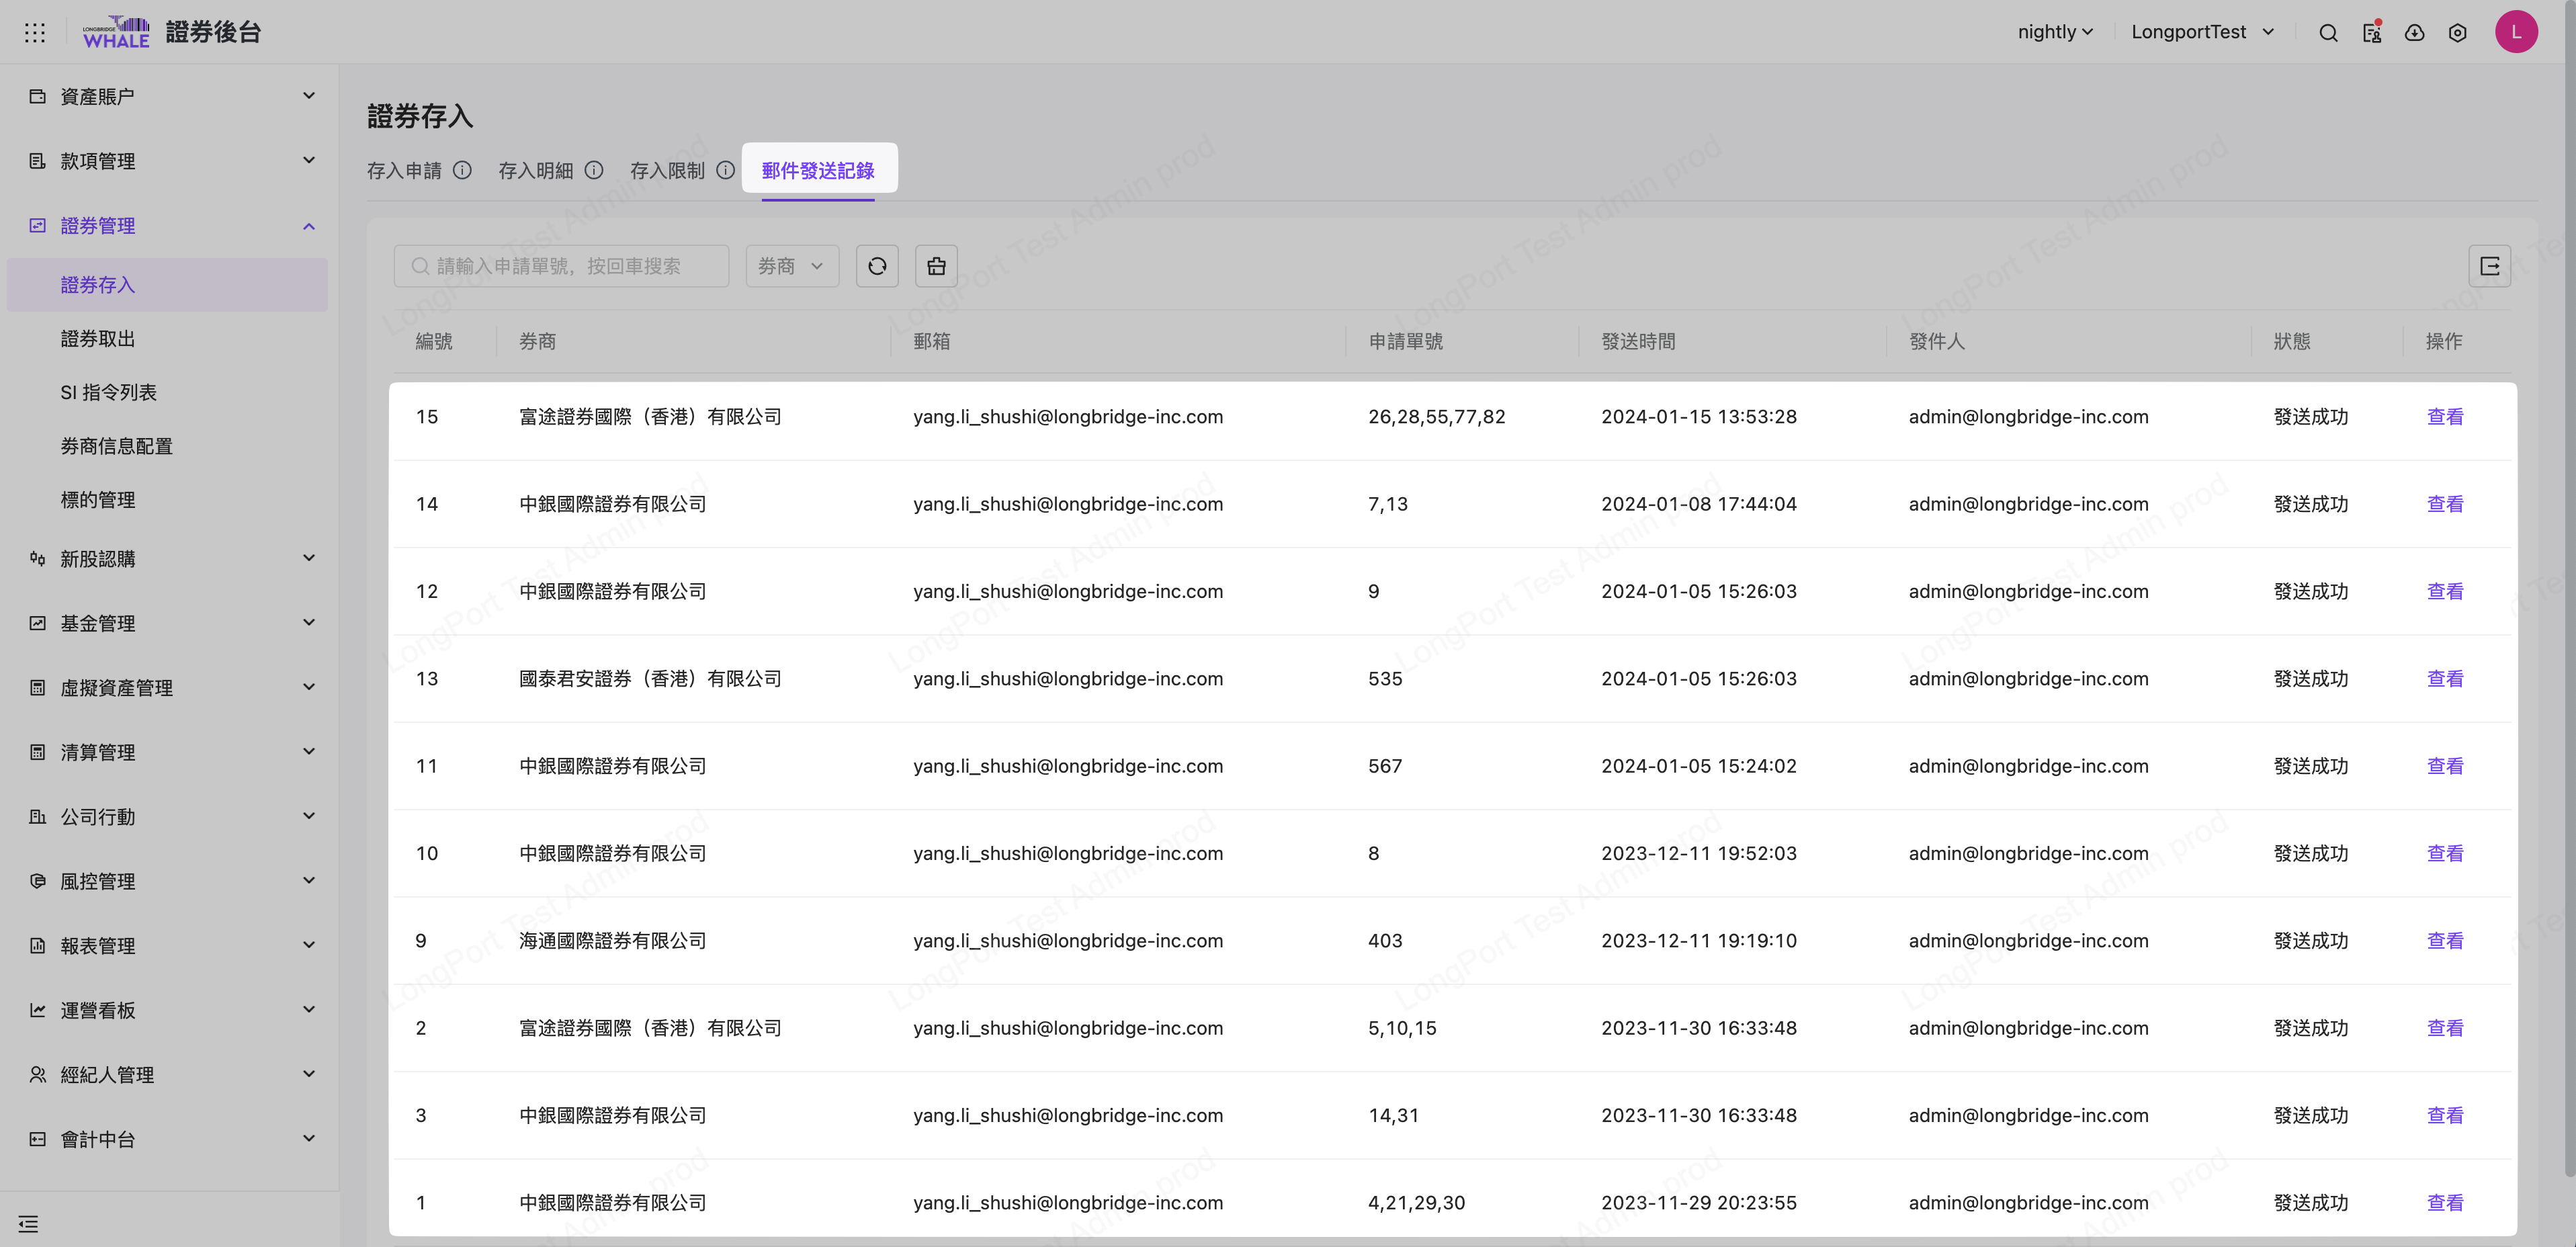 LONGBRIDGE
WHALE
證券後台
nightly
LongportTest
L
資產賬户
款項管理
證券管理
證券存入
證券取出
SI 指令列表
券商信息配置
標的管理
新股認購
基金管理
虛擬資產管理
清算管理
公司行動
風控管理
報表管理
運營看板
經紀人管理
會計中台
證券存入
存入申請 存入明細 存入限制 郵件發送記錄
請輸入申請單號，按回車搜索 券商
編號 券商 郵箱 申請單號 發送時間 發件人 狀態 操作
15 富途證券國際（香港）有限公司 yang.li_shushi@longbridge-inc.com 26,28,55,77,82 2024-01-15 13:53:28 admin@longbridge-inc.com 發送成功 查看
14 中銀國際證券有限公司 yang.li_shushi@longbridge-inc.com 7,13 2024-01-08 17:44:04 admin@longbridge-inc.com 發送成功 查看
12 中銀國際證券有限公司 yang.li_shushi@longbridge-inc.com 9 2024-01-05 15:26:03 admin@longbridge-inc.com 發送成功 查看
13 國泰君安證券（香港）有限公司 yang.li_shushi@longbridge-inc.com 535 2024-01-05 15:26:03 admin@longbridge-inc.com 發送成功 查看
11 中銀國際證券有限公司 yang.li_shushi@longbridge-inc.com 567 2024-01-05 15:24:02 admin@longbridge-inc.com 發送成功 查看
10 中銀國際證券有限公司 yang.li_shushi@longbridge-inc.com 8 2023-12-11 19:52:03 admin@longbridge-inc.com 發送成功 查看
9 海通國際證券有限公司 yang.li_shushi@longbridge-inc.com 403 2023-12-11 19:19:10 admin@longbridge-inc.com 發送成功 查看
2 富途證券國際（香港）有限公司 yang.li_shushi@longbridge-inc.com 5,10,15 2023-11-30 16:33:48 admin@longbridge-inc.com 發送成功 查看
3 中銀國際證券有限公司 yang.li_shushi@longbridge-inc.com 14,31 2023-11-30 16:33:48 admin@longbridge-inc.com 發送成功 查看
1 中銀國際證券有限公司 yang.li_shushi@longbridge-inc.com 4,21,29,30 2023-11-29 20:23:55 admin@longbridge-inc.com 發送成功 查看
LongPort Test Admin prod